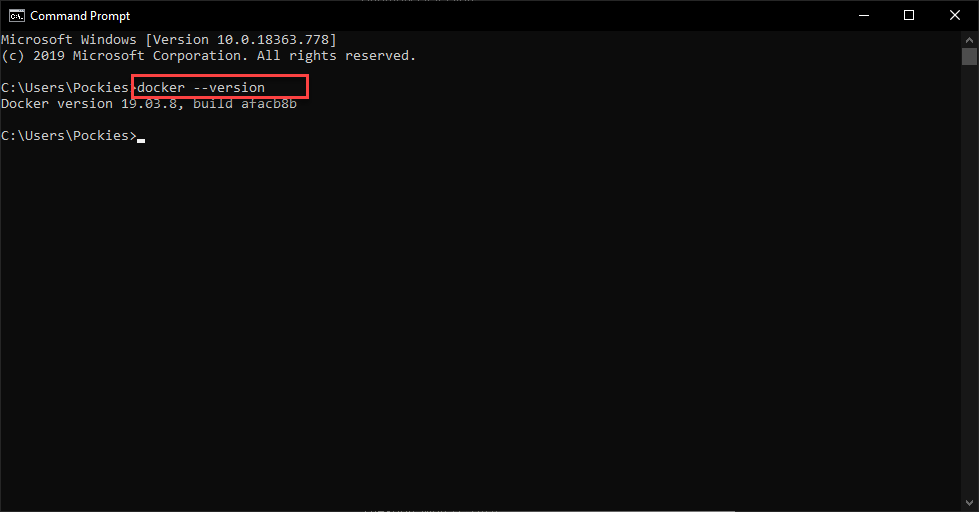 Command Prompt
Microsoft Windows [Version 10.0.18363.778]
(c) 2019 Microsoft Corporation. All rights reserved.
C:\Users\Pockies>docker --version
Docker version 19.03.8, build afacb8b
C:\Users\Pockies>